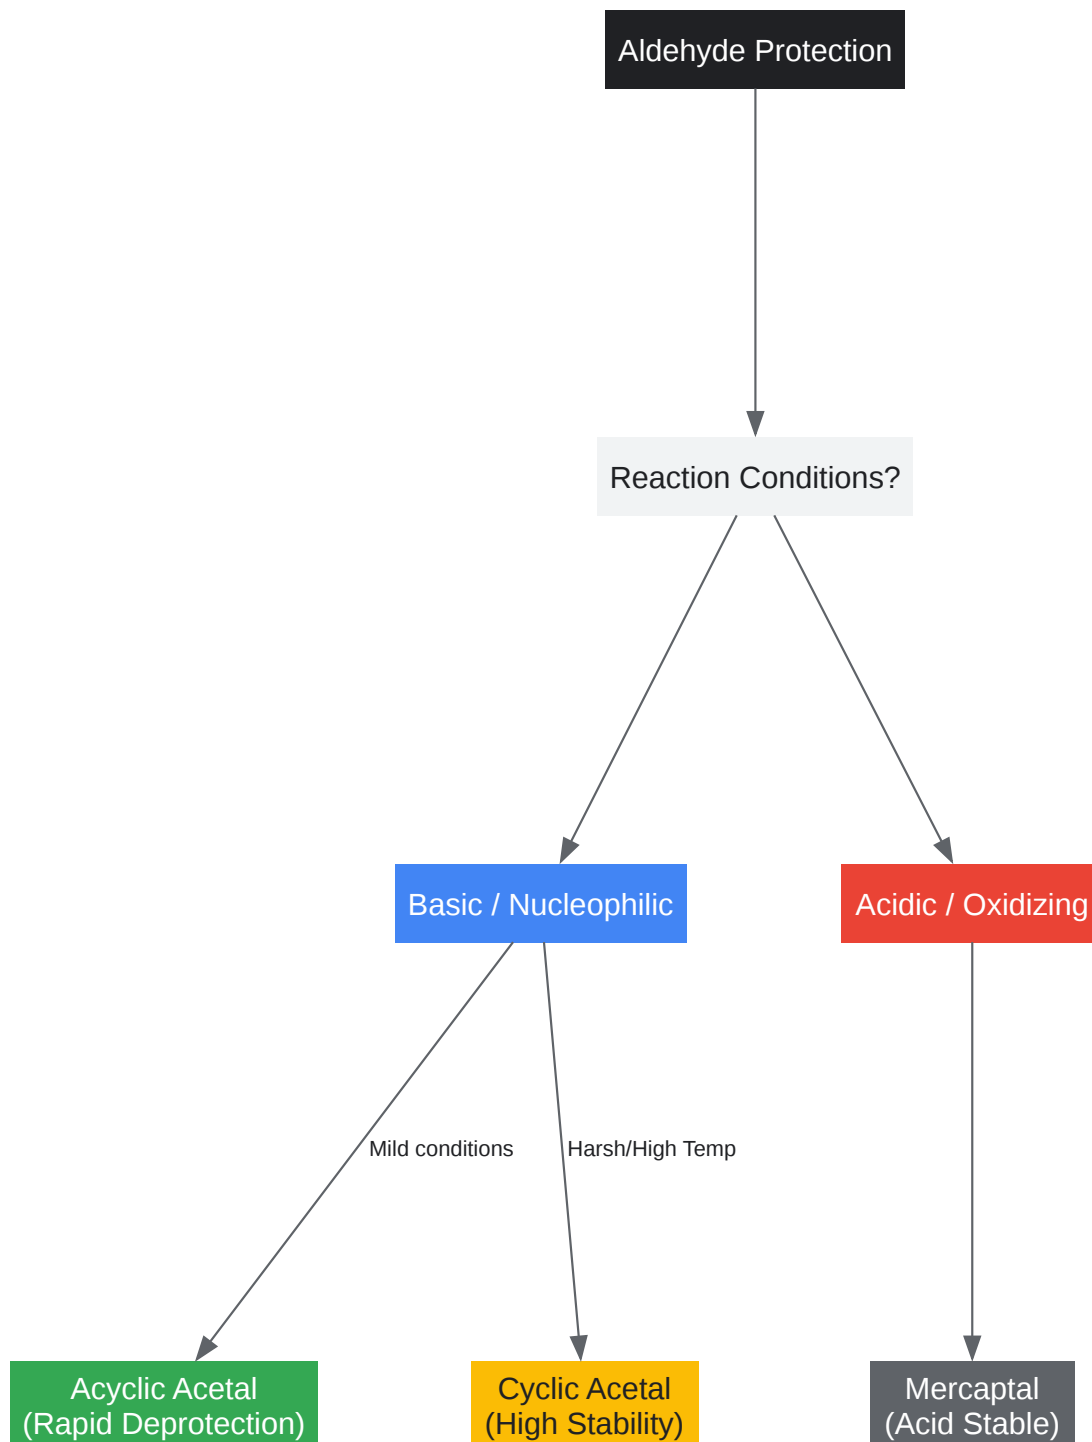 Aldehyde Protection
Reaction Conditions?
Basic / Nucleophilic
Acidic / Oxidizing
Mild conditions
Harsh/High Temp
Acyclic Acetal
(Rapid Deprotection)
Cyclic Acetal
(High Stability)
Mercaptal
(Acid Stable)